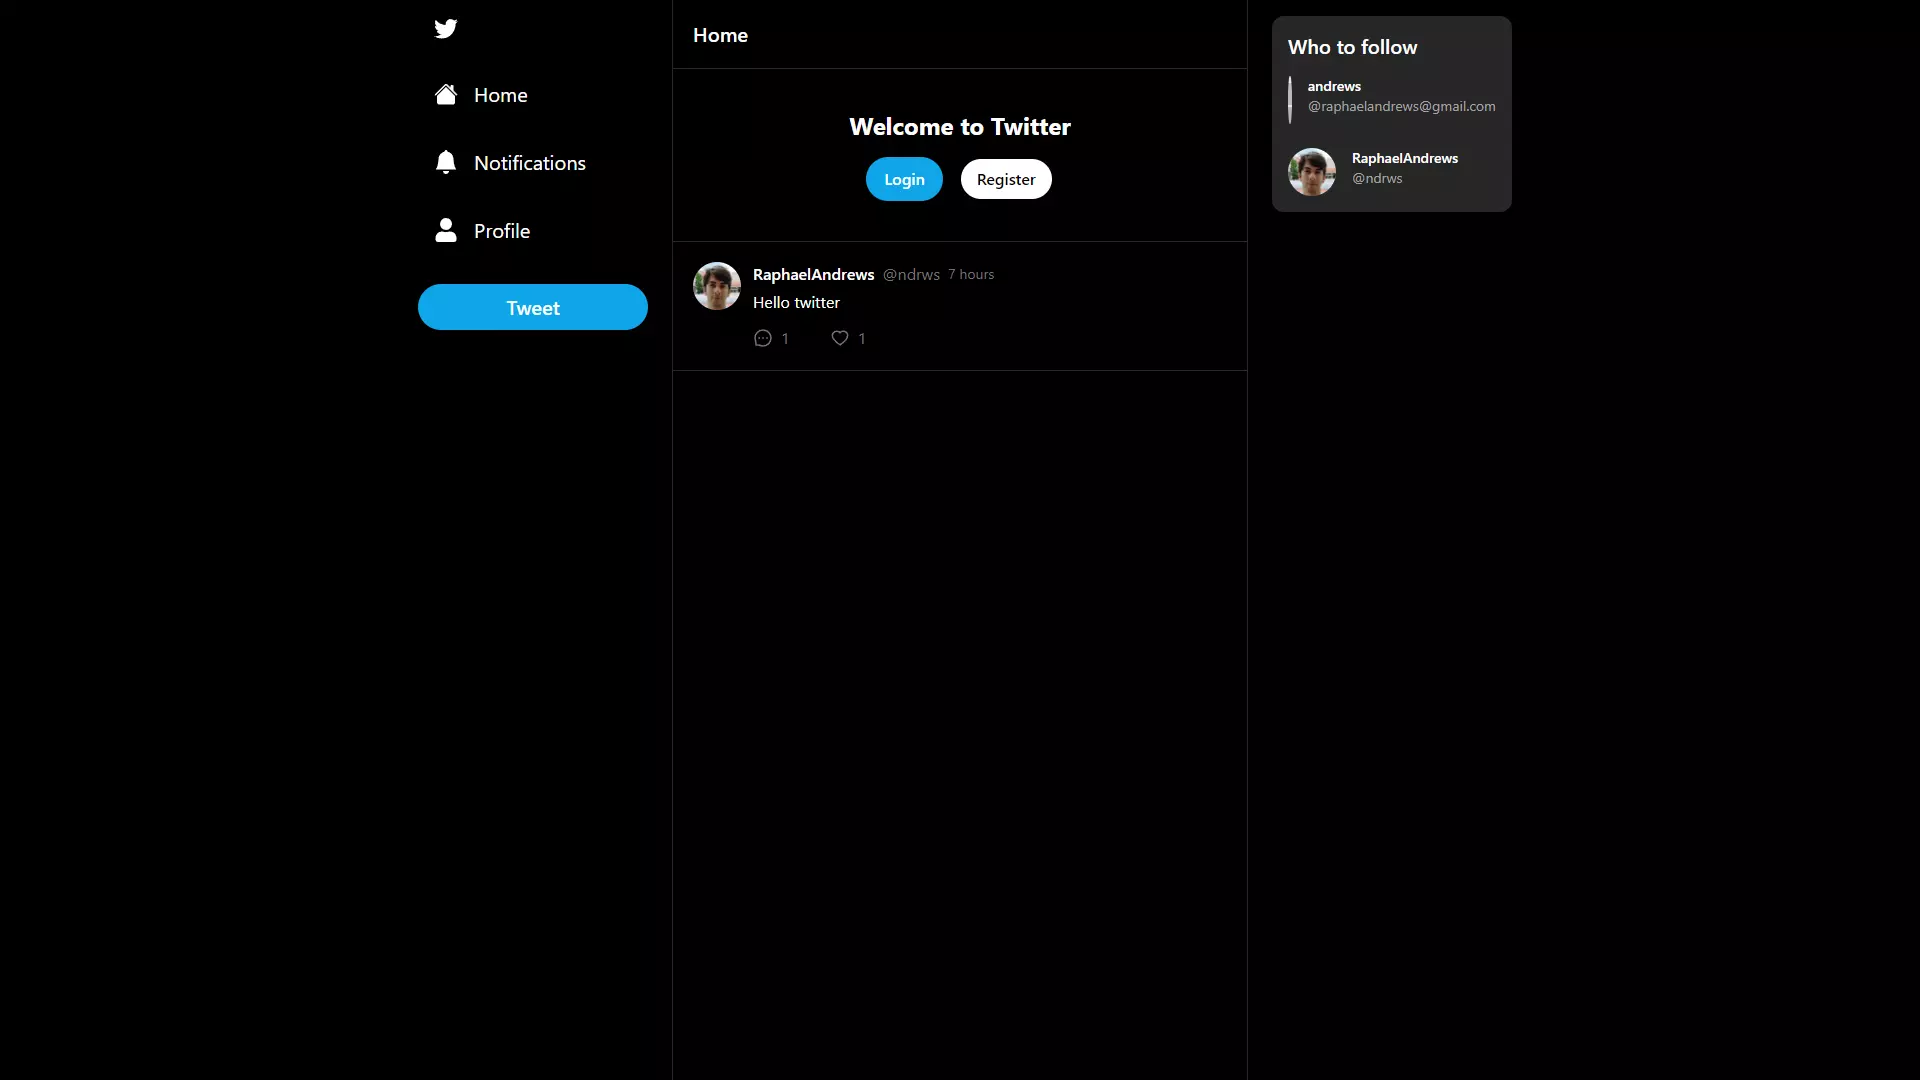 Home
Notifications
Profile
Tweet
Home
Welcome to Twitter
Login
Register
RaphaelAndrews @ndrws 7 hours
Hello twitter
1 1
Who to follow
andrews
@raphaelandrews@gmail.com
RaphaelAndrews
@ndrws